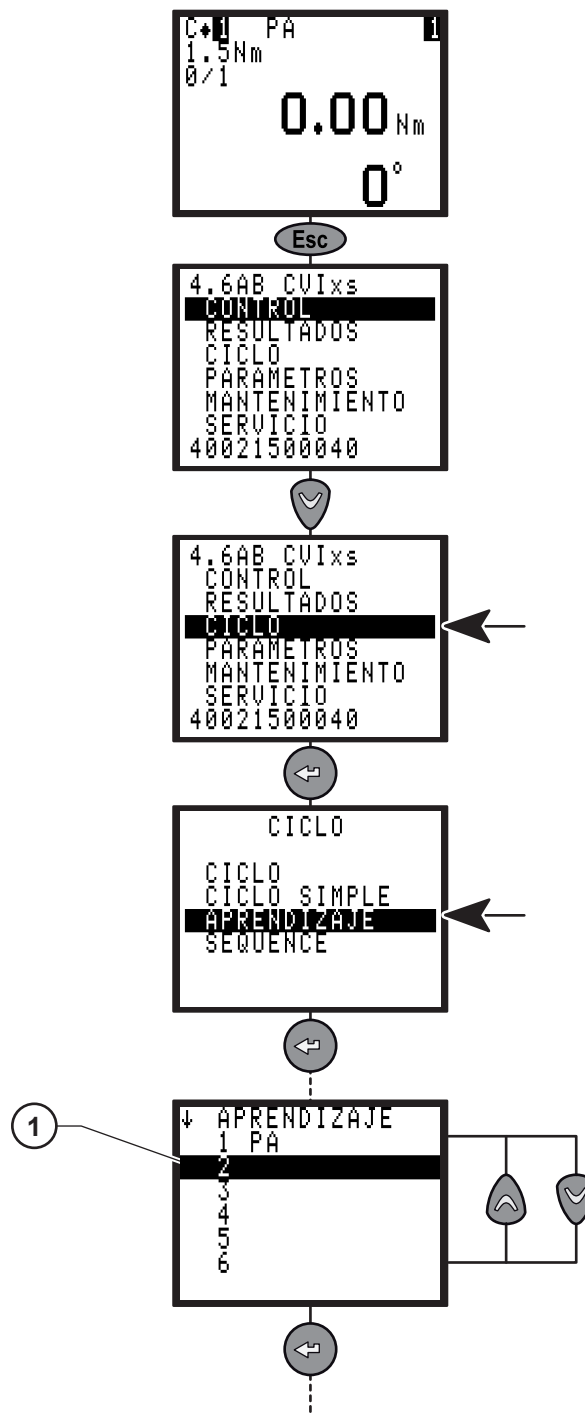 C♦1 PA 1
1.5Nm
0/1
0.00 Nm
0°
Esc
4.6AB CVIxs
CONTROL
RESULTADOS
CICLO
PARAMETROS
MANTENIMIENTO
SERVICIO
40021500040
4.6AB CVIxs
CONTROL
RESULTADOS
CICLO
PARAMETROS
MANTENIMIENTO
SERVICIO
40021500040
CICLO
CICLO
CICLO SIMPLE
APRENDIZAJE
SEQUENCE
1
↓ APRENDIZAJE
1 PA
2
3
4
5
6